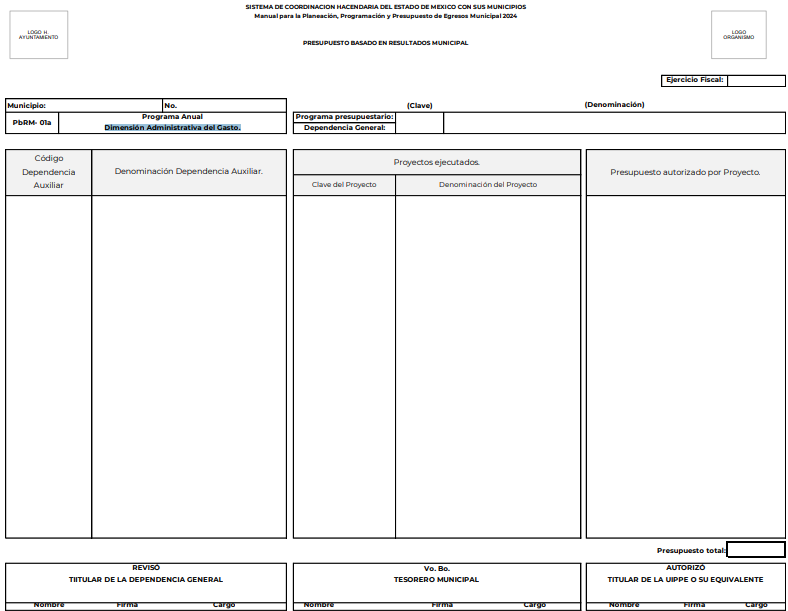 SISTEMA DE COORDINACION HACENDARIA DEL ESTADO DE MEXICO CON SUS MUNICIPIOS
Manual para la Planeación, Programación y Presupuesto de Egresos Municipal 2024
LOGO H.
AYUNTAMIENTO
PRESUPUESTO BASADO EN RESULTADOS MUNICIPAL
LOGO
ORGANISMO
Ejercicio Fiscal:
Municipio: No.
PbRM- 01a
Programa Anual
Dimensión Administrativa del Gasto.
(Clave) (Denominación)
Programa presupuestario:
Dependencia General:
Código
Dependencia
Auxiliar
Denominación Dependencia Auxiliar.
Proyectos ejecutados.
Clave del Proyecto Denominación del Proyecto
Presupuesto autorizado por Proyecto.
Presupuesto total:
REVISÓ
TIITULAR DE LA DEPENDENCIA GENERAL
Nombre Firma Cargo
Vo. Bo.
TESORERO MUNICIPAL
Nombre Firma Cargo
AUTORIZÓ
TITULAR DE LA UIPPE O SU EQUIVALENTE
Nombre Firma Cargo